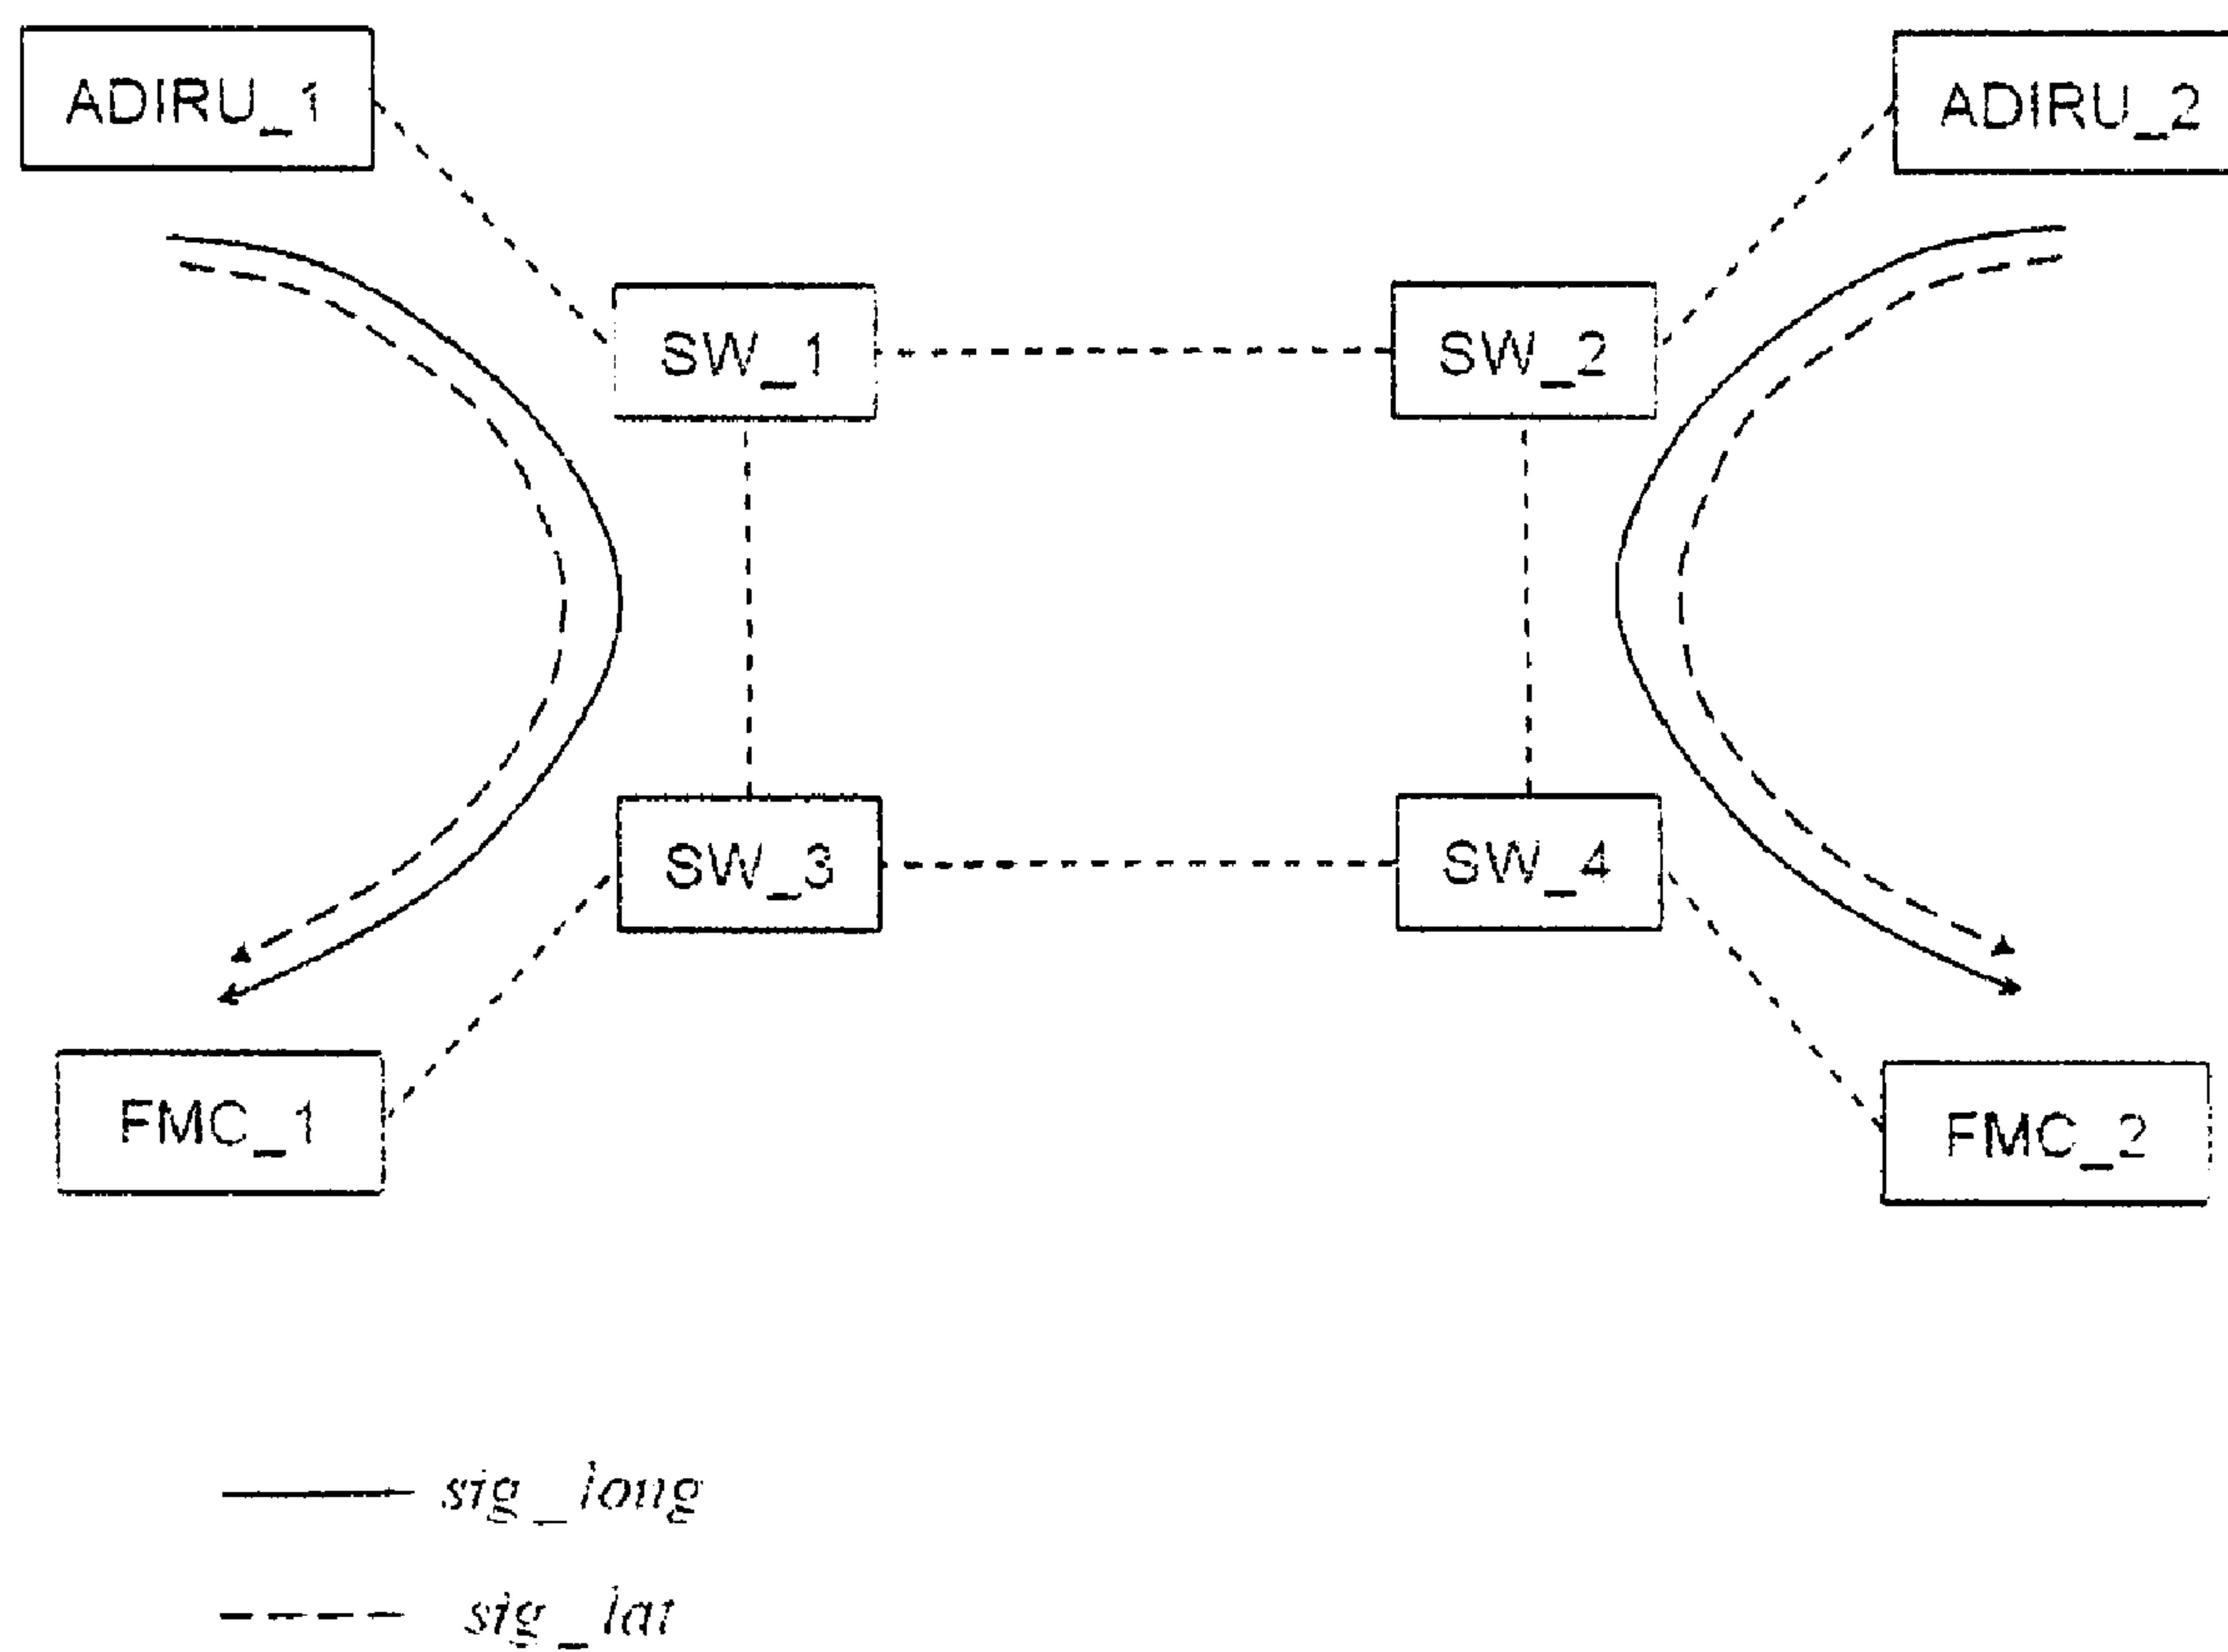 ADIRU_1
ADIRU_2
SW_1
SW_2
SW_3
SW_4
FMC_1
FMC_2
sig_long
sig_lat